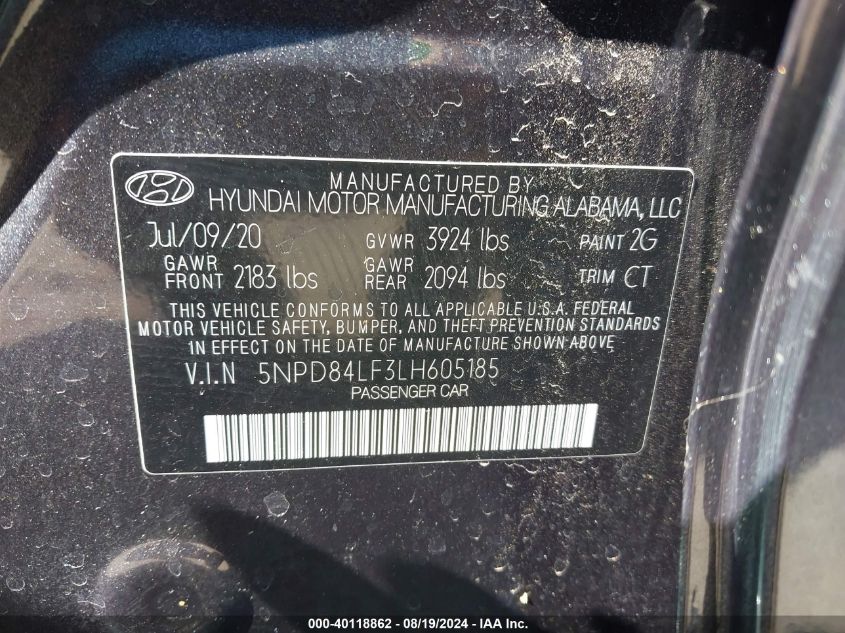 MANUFACTURED BY
HYUNDAI MOTOR MANUFACTURING ALABAMA, LLC
Jul/09/20 GVWR 3924 lbs PAINT 2G
GAWR FRONT 2183 lbs GAWR REAR 2094 lbs TRIM CT
THIS VEHICLE CONFORMS TO ALL APPLICABLE U.S.A. FEDERAL
MOTOR VEHICLE SAFETY, BUMPER, AND THEFT PREVENTION STANDARDS
IN EFFECT ON THE DATE OF MANUFACTURE SHOWN ABOVE
V.I.N 5NPD84LF3LH605185
PASSENGER CAR
000-40118862 - 08/19/2024 - IAA, Inc.